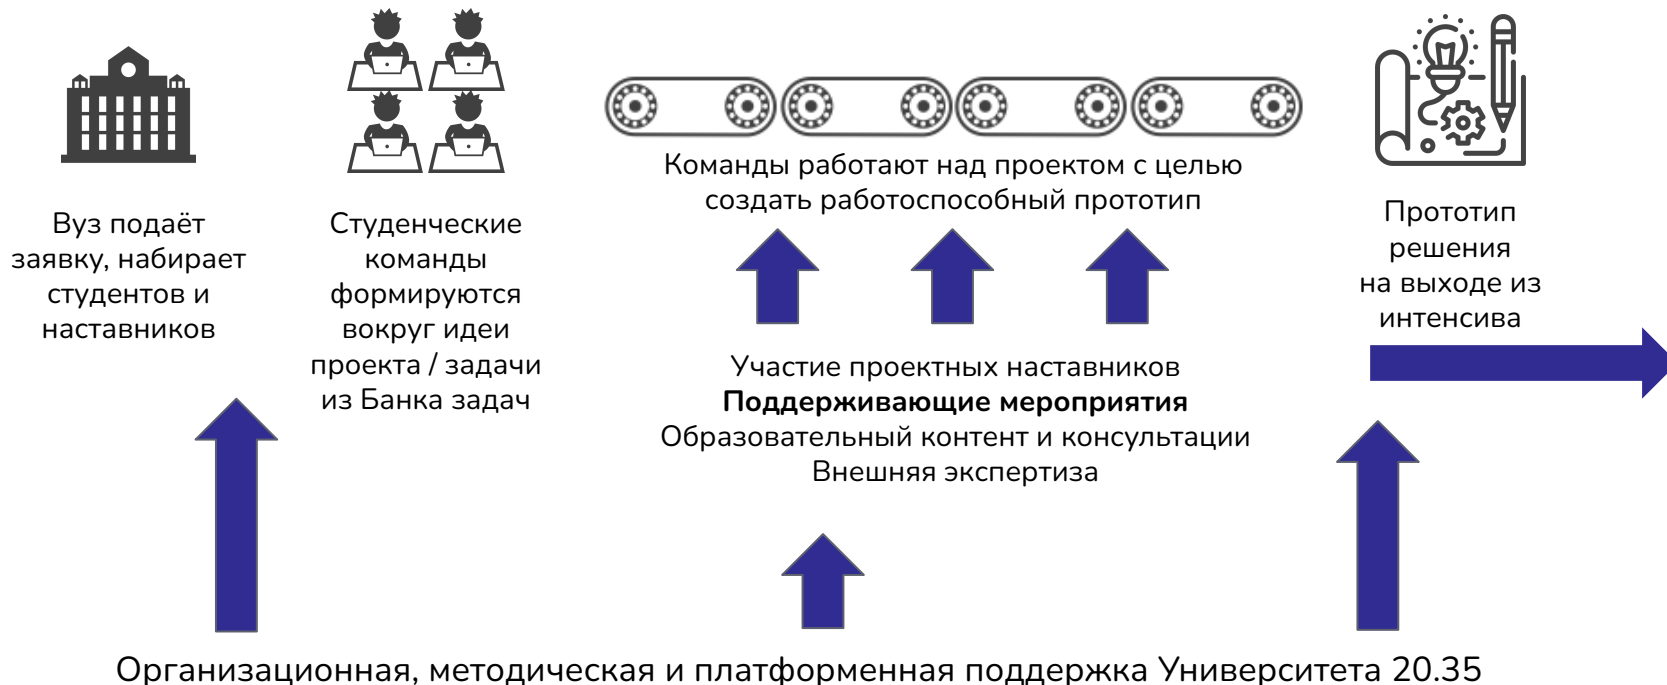 Вуз подаёт
заявку, набирает
студентов и
наставников
Студенческие
команды
формируются
вокруг идеи
проекта / задачи
из Банка задач
Команды работают над проектом с целью
создать работоспособный прототип
Участие проектных наставников
Поддерживающие мероприятия
Образовательный контент и консультации
Внешняя экспертиза
Прототип
решения
на выходе из
интенсива
Организационная, методическая и платформенная поддержка Университета 20.35